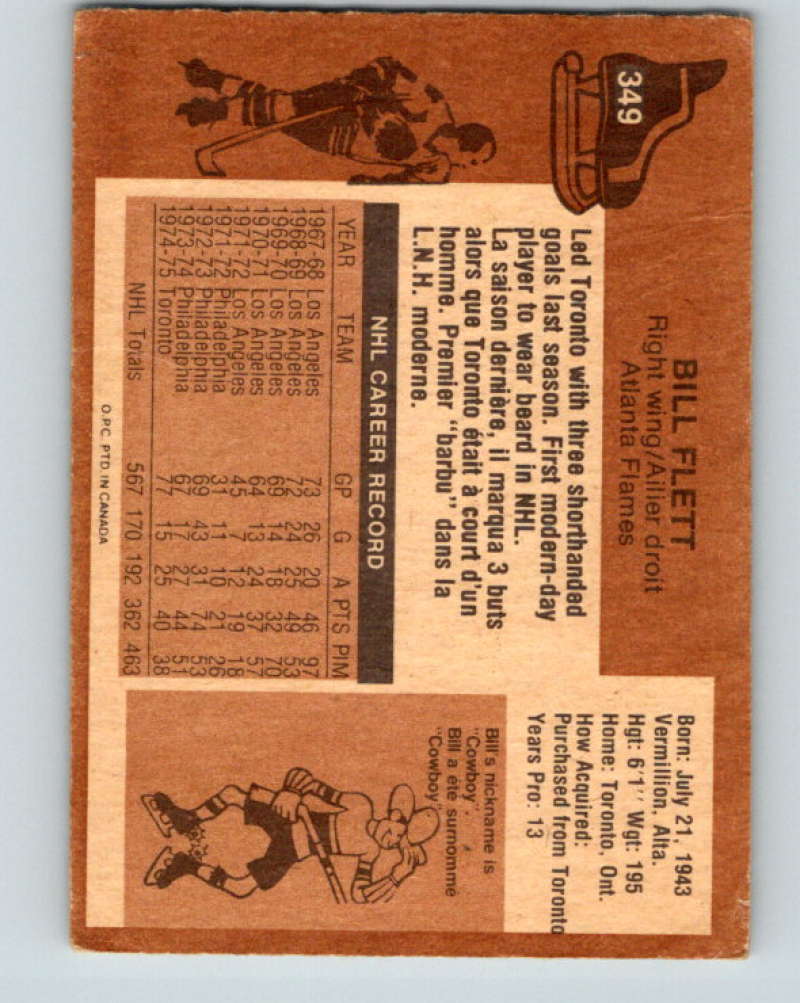 349
BILL FLETT
Right wing/Ailier droit
Atlanta Flames
Born: July 21, 1943
Vermillion, Alta.
Hgt: 6'1" Wgt: 195
Home: Toronto, Ont.
How Acquired:
Purchased from Toronto
Years Pro: 13
Led Toronto with three shorthanded
goals last season. First modern-day
player to wear beard in NHL.
La saison dernière, il marqua 3 buts
alors que Toronto était à court d'un
homme. Premier "barbu" dans la
L.N.H. moderne.
NHL CAREER RECORD
YEAR TEAM GP G A PTS PIM
1967-68 Los Angeles 73 26 20 46 97
1968-69 Los Angeles 72 24 25 49 53
1969-70 Los Angeles 69 14 18 32 70
1970-71 Los Angeles 64 13 24 37 57
1971-72 Los Angeles 45 7 12 19 18
1971-72 Philadelphia 31 11 10 21 26
1972-73 Philadelphia 69 43 31 74 53
1973-74 Philadelphia 67 17 27 44 51
1974-75 Toronto 77 15 25 40 38
NHL Totals 567 170 192 362 463
Bill's nickname is
"Cowboy".
Bill a été surnommé
"Cowboy".
O.P.C. PTD. IN CANADA